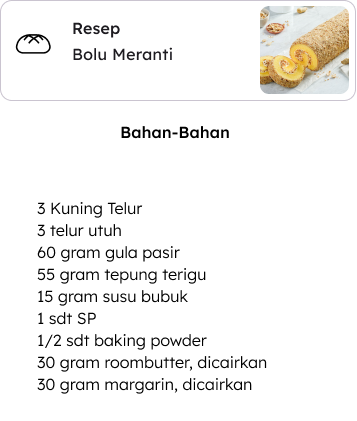 Resep
Bolu Meranti
Bahan-Bahan
3 Kuning Telur
3 telur utuh
60 gram gula pasir
55 gram tepung terigu
15 gram susu bubuk
1 sdt SP
1/2 sdt baking powder
30 gram roombutter, dicairkan
30 gram margarin, dicairkan